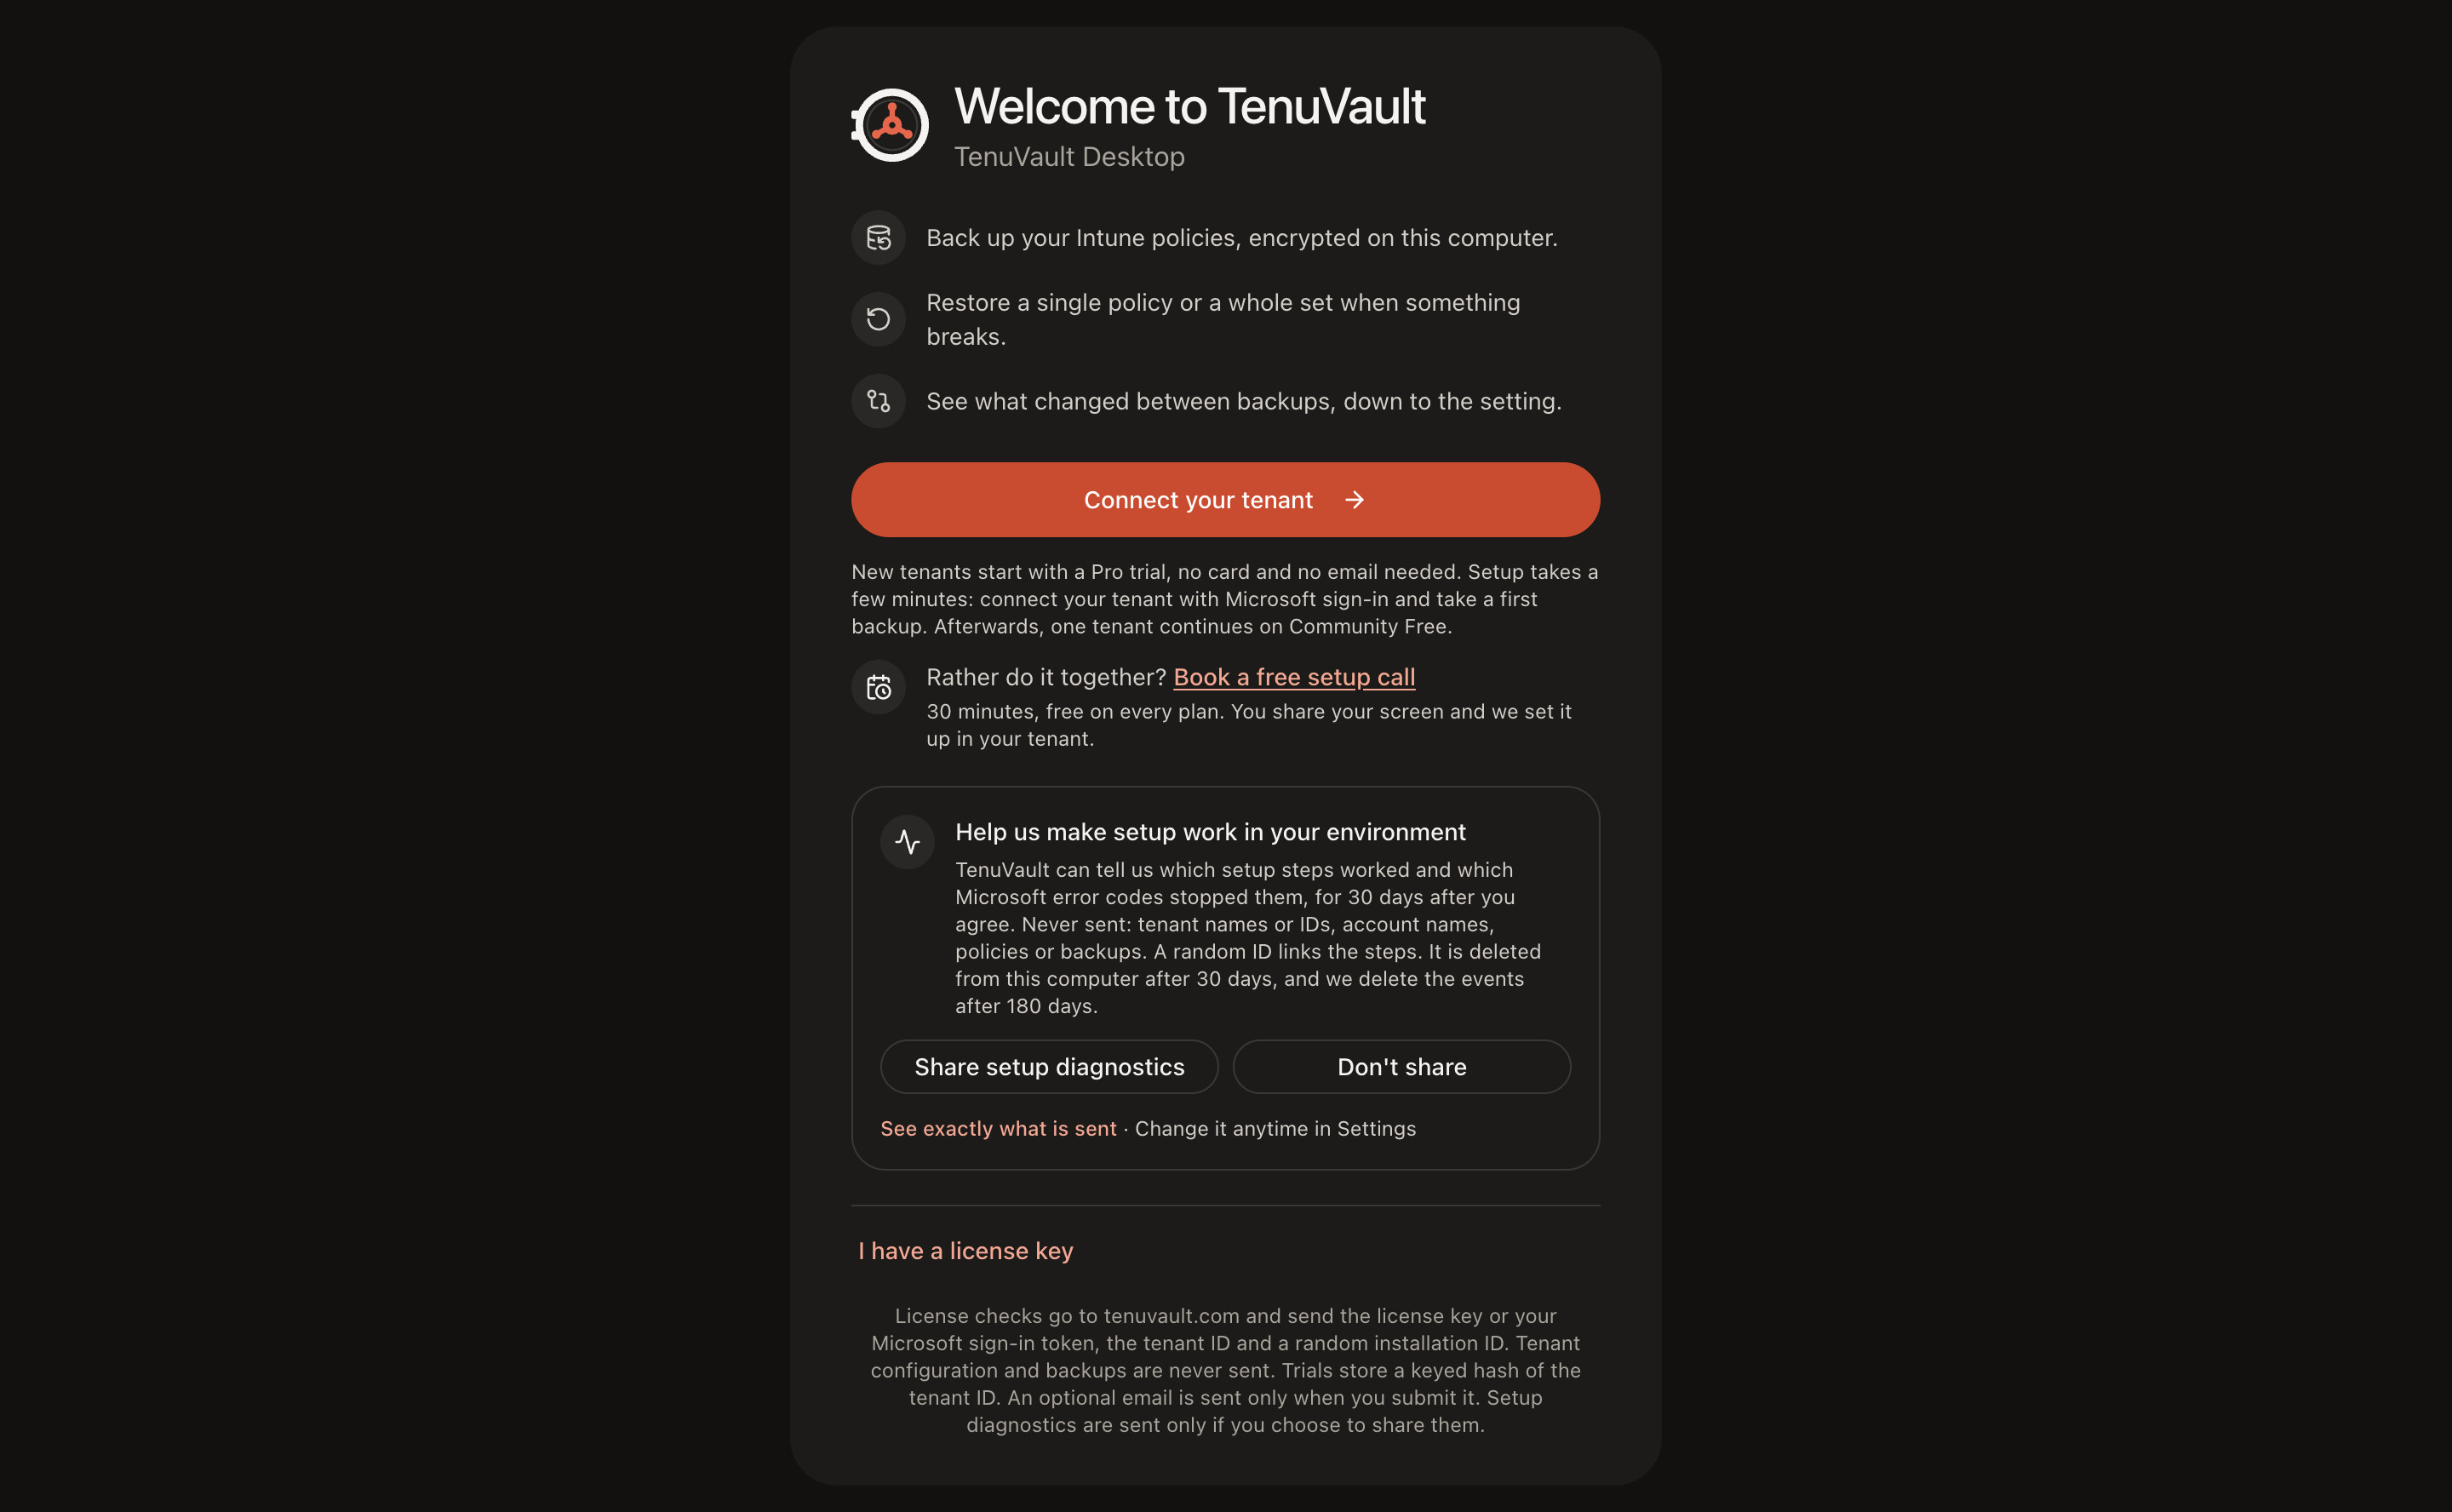 Welcome to TenuVault
TenuVault Desktop
Back up your Intune policies, encrypted on this computer.
Restore a single policy or a whole set when something
breaks.
See what changed between backups, down to the setting.
Connect your tenant
New tenants start with a Pro trial, no card and no email needed. Setup takes a
few minutes: connect your tenant with Microsoft sign-in and take a first
backup. Afterwards, one tenant continues on Community Free.
Rather do it together? Book a free setup call
30 minutes, free on every plan. You share your screen and we set it
up in your tenant.
Help us make setup work in your environment
TenuVault can tell us which setup steps worked and which
Microsoft error codes stopped them, for 30 days after you
agree. Never sent: tenant names or IDs, account names,
policies or backups. A random ID links the steps. It is deleted
from this computer after 30 days, and we delete the events
after 180 days.
Share setup diagnostics
Don't share
See exactly what is sent · Change it anytime in Settings
I have a license key
License checks go to tenuvault.com and send the license key or your
Microsoft sign-in token, the tenant ID and a random installation ID. Tenant
configuration and backups are never sent. Trials store a keyed hash of the
tenant ID. An optional email is sent only when you submit it. Setup
diagnostics are sent only if you choose to share them.